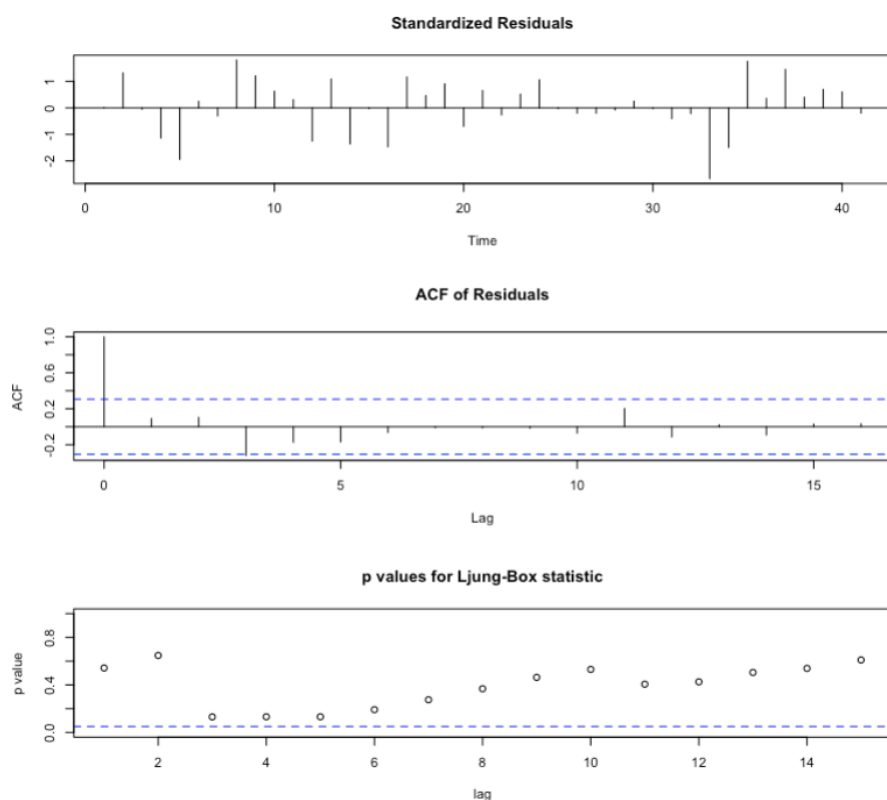 Standardized Residuals
1
0
-1
-2
0 10 20 30 40
Time
ACF of Residuals
ACF
1.0
0.6
0.2
-0.2
0 5 10 15
Lag
p values for Ljung-Box statistic
p value
0.8
0.4
0.0
2 4 6 8 10 12 14
lag